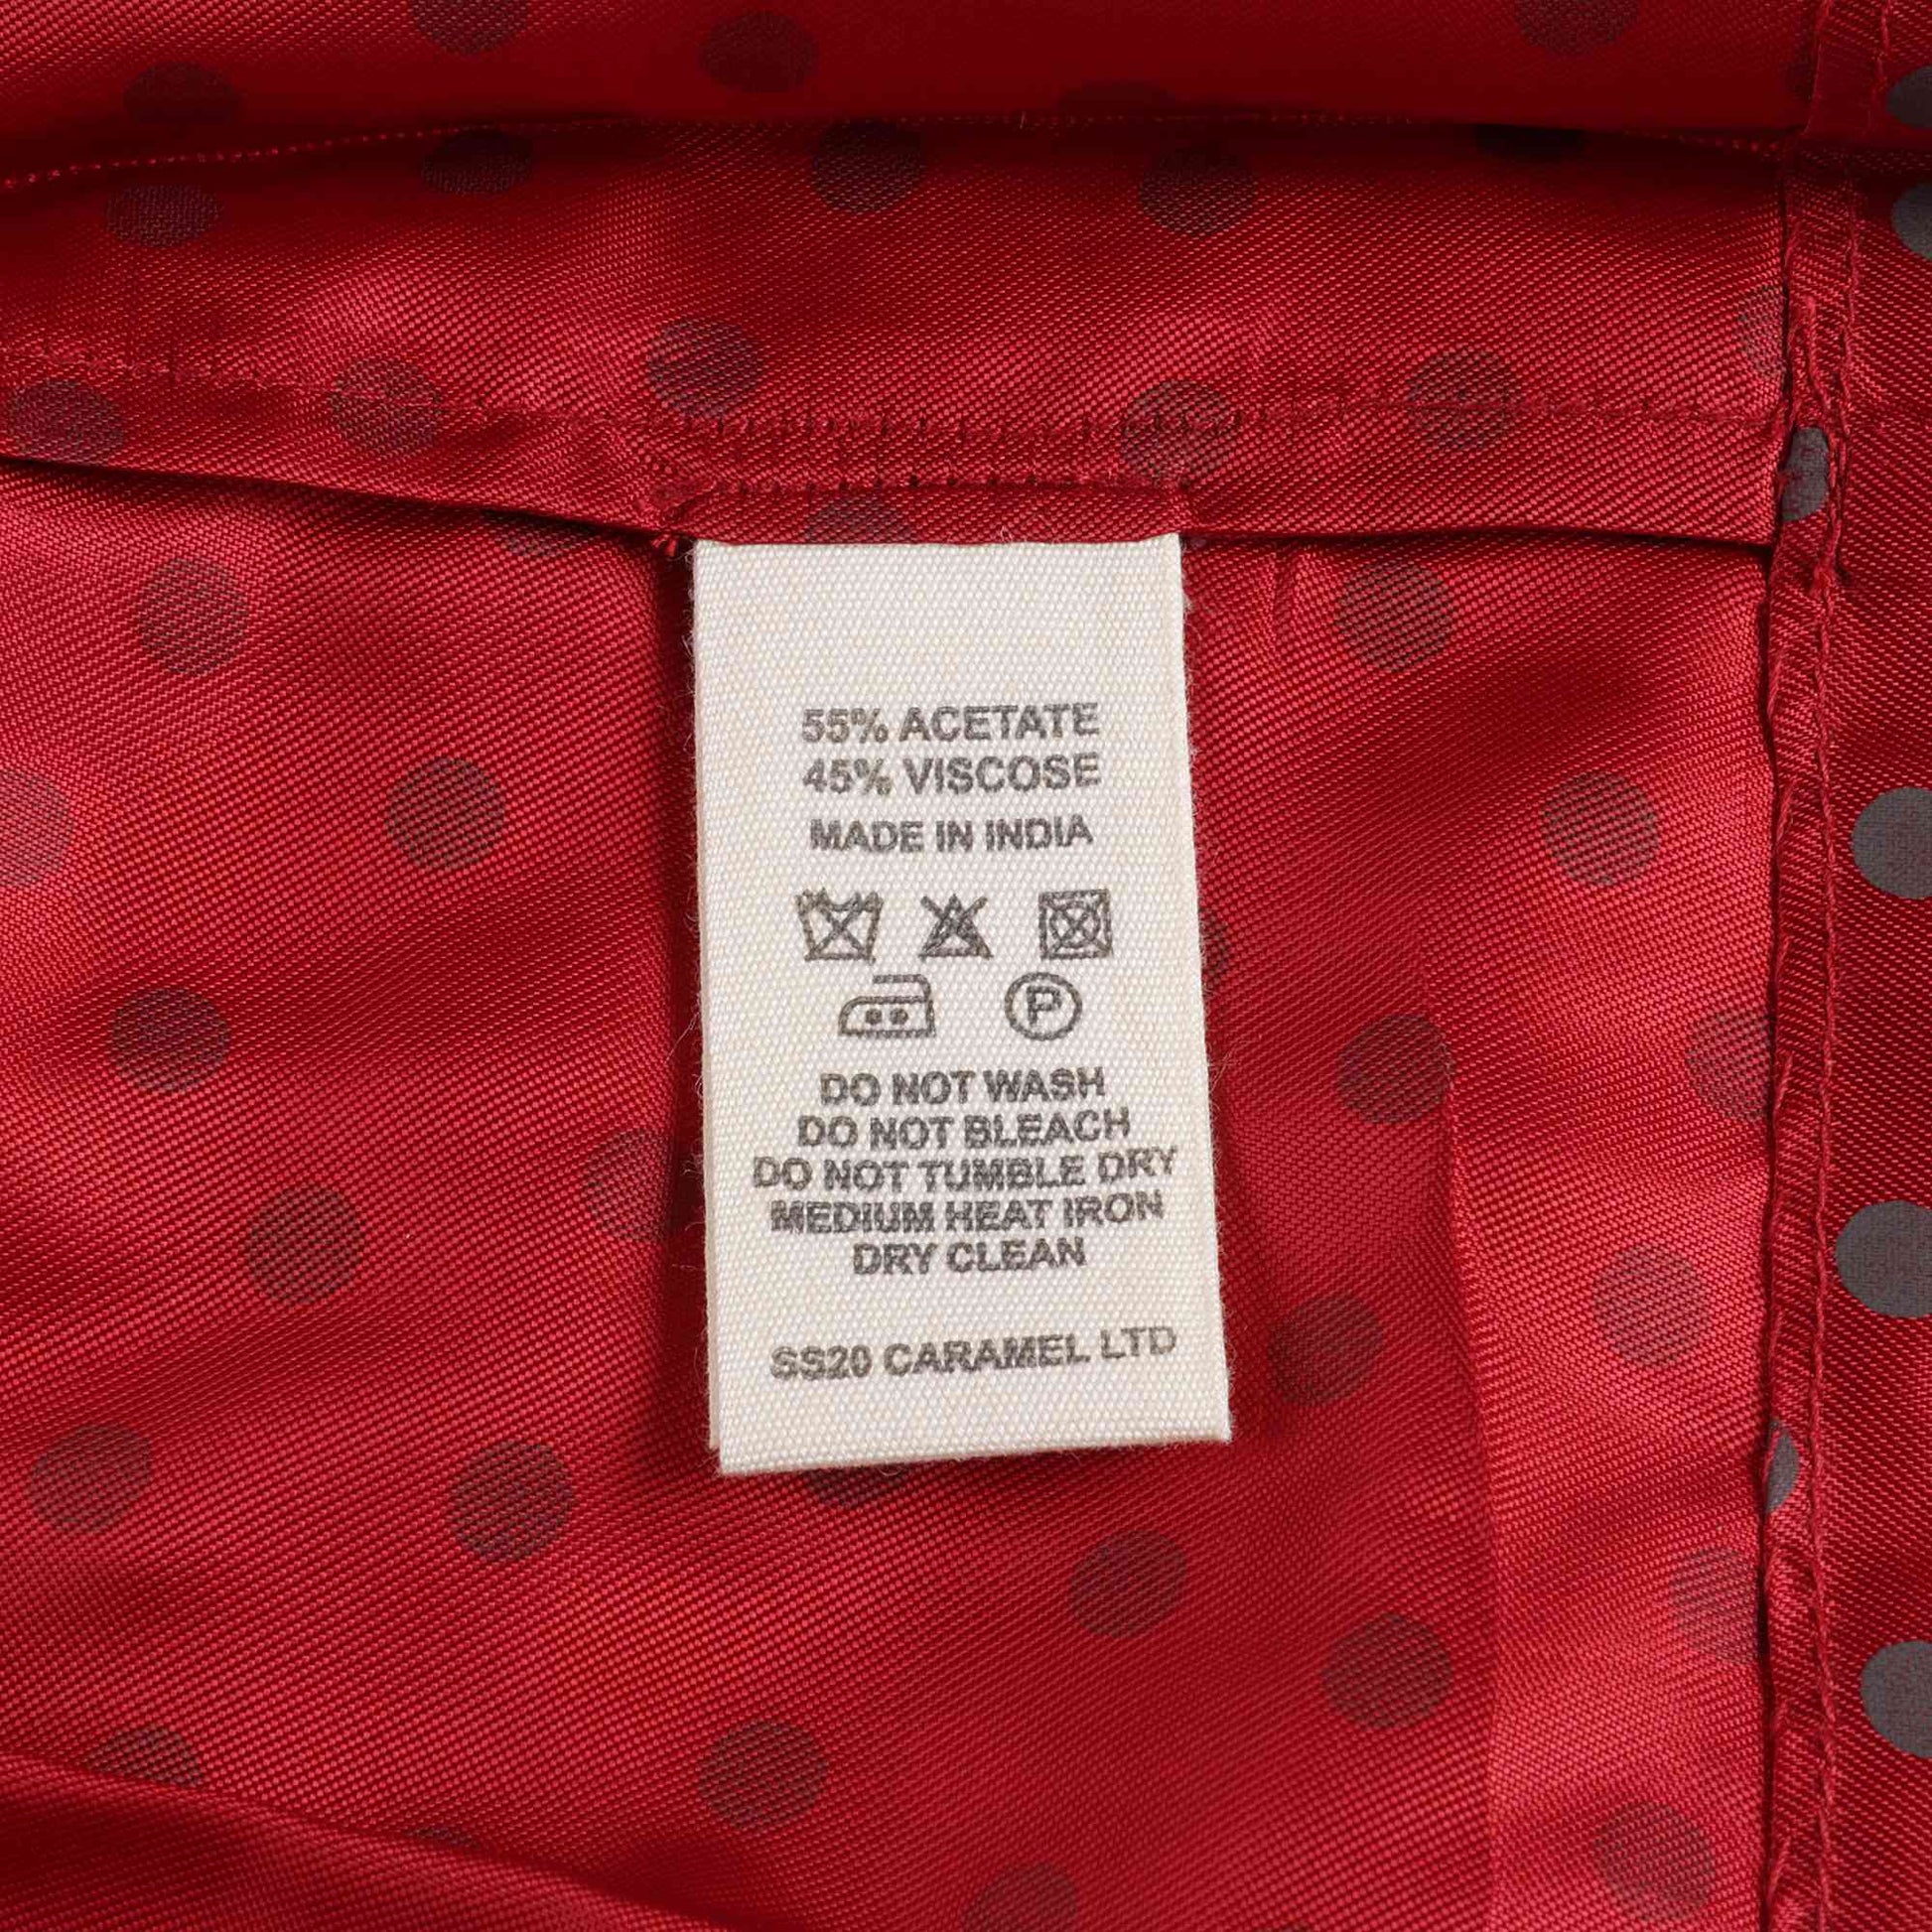 55% ACETATE
45% VISCOSE
MADE IN INDIA
P
DO NOT WASH
DO NOT BLEACH
DO NOT TUMBLE DRY
MEDIUM HEAT IRON
DRY CLEAN
SS20 CARAMEL LTD